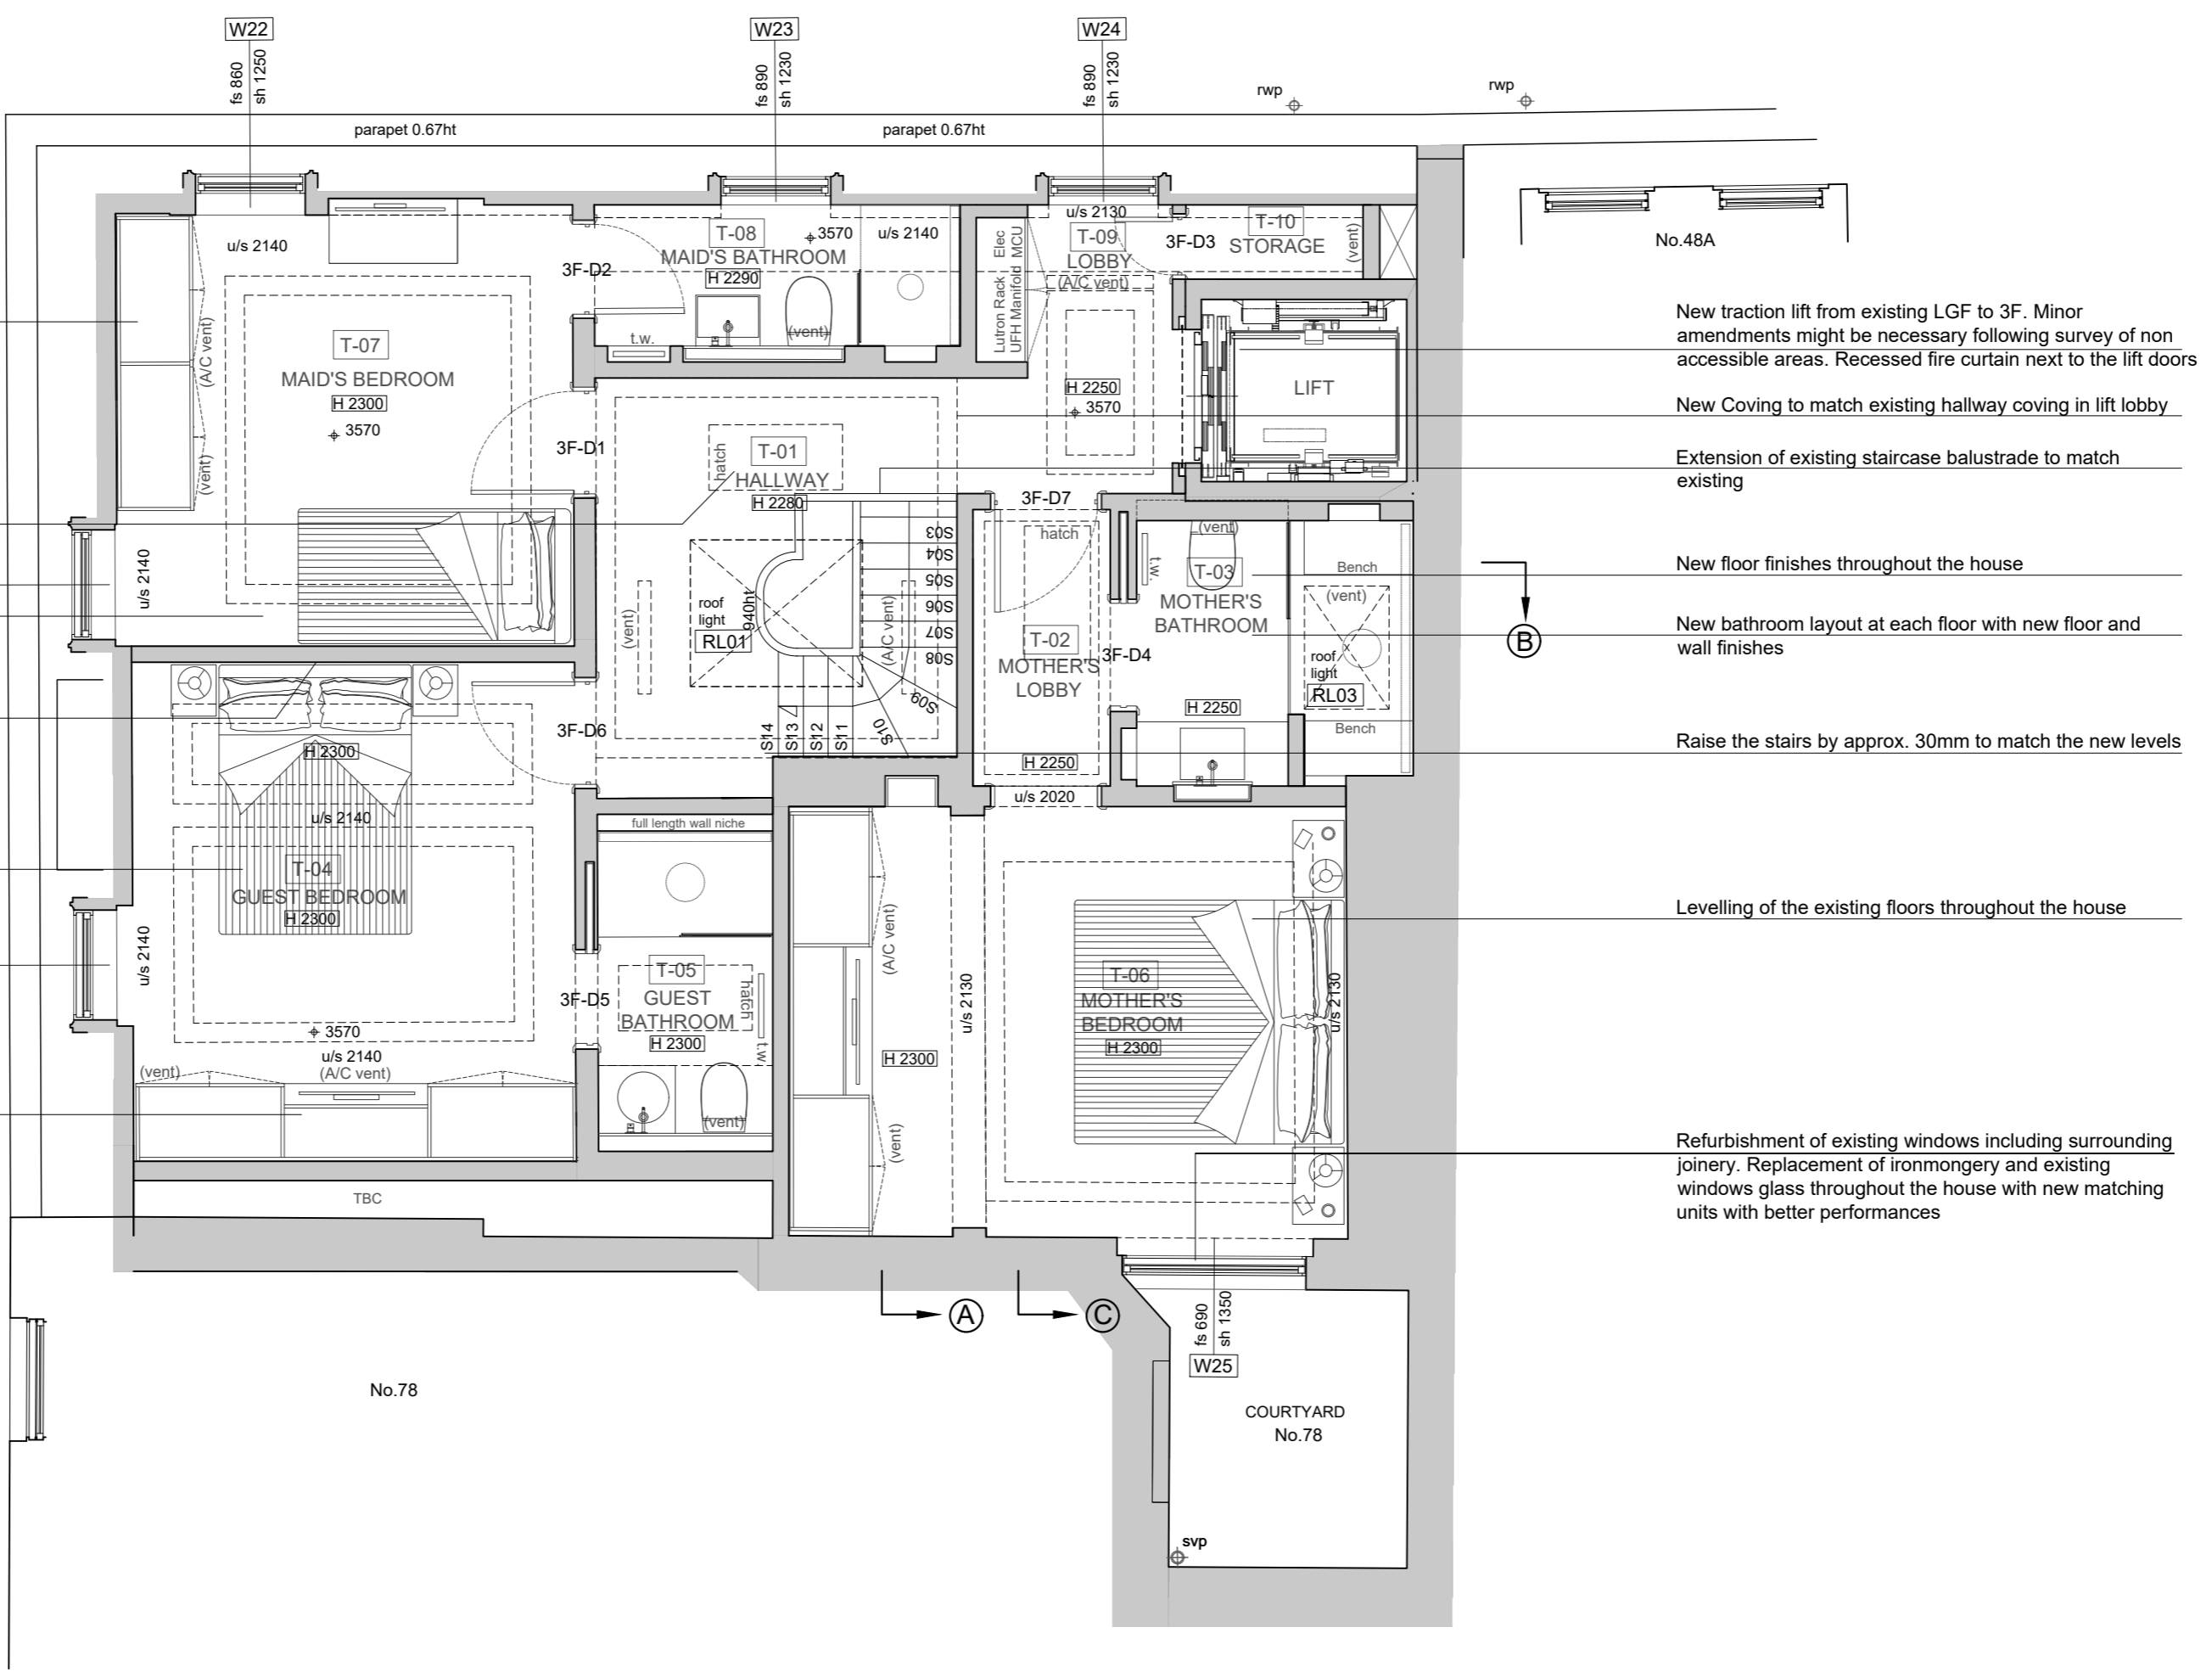 W22
W23
W24
fs 860
sh 1250
fs 890
sh 1230
fs 890
sh 1230
rwp
rwp
parapet 0.67ht
parapet 0.67ht
No.48A
u/s 2140
T-07
MAID'S BEDROOM
H 2300
3570
(A/C vent)
(vent)
u/s 2140
3F-D2
T-08
MAID'S BATHROOM
H 2290
3570
u/s 2140
(vent)
t.w.
u/s 2130
T-09
LOBBY
(A/C vent)
Lutron Rack Elec
UFH Manifold MCU
H 2250
3570
3F-D3
T-10
STORAGE
(vent)
LIFT
3F-D1
T-01
HALLWAY
H 2280
hatch
roof
light
RL01
940ht
(vent)
(A/C vent)
S03
S04
S05
S06
S07
S08
S09
S10
S11
S12
S13
S14
3F-D7
hatch
T-02
MOTHER'S
LOBBY
H 2250
u/s 2020
3F-D4
(vent)
t.w.
T-03
MOTHER'S
BATHROOM
H 2250
Bench
(vent)
roof
light
RL03
Bench
B
3F-D6
H 2300
u/s 2140
T-04
GUEST BEDROOM
H 2300
u/s 2140
3570
u/s 2140
(A/C vent)
(vent)
full length wall niche
3F-D5
T-05
GUEST
BATHROOM
H 2300
hatch
t.w
(vent)
(A/C vent)
(vent)
H 2300
u/s 2130
T-06
MOTHER'S
BEDROOM
H 2300
u/s 2130
TBC
A
C
fs 690
sh 1350
W25
No.78
COURTYARD
No.78
svp
New traction lift from existing LGF to 3F. Minor
amendments might be necessary following survey of non
accessible areas. Recessed fire curtain next to the lift doors
New Coving to match existing hallway coving in lift lobby
Extension of existing staircase balustrade to match
existing
New floor finishes throughout the house
New bathroom layout at each floor with new floor and
wall finishes
Raise the stairs by approx. 30mm to match the new levels
Levelling of the existing floors throughout the house
Refurbishment of existing windows including surrounding
joinery. Replacement of ironmongery and existing
windows glass throughout the house with new matching
units with better performances